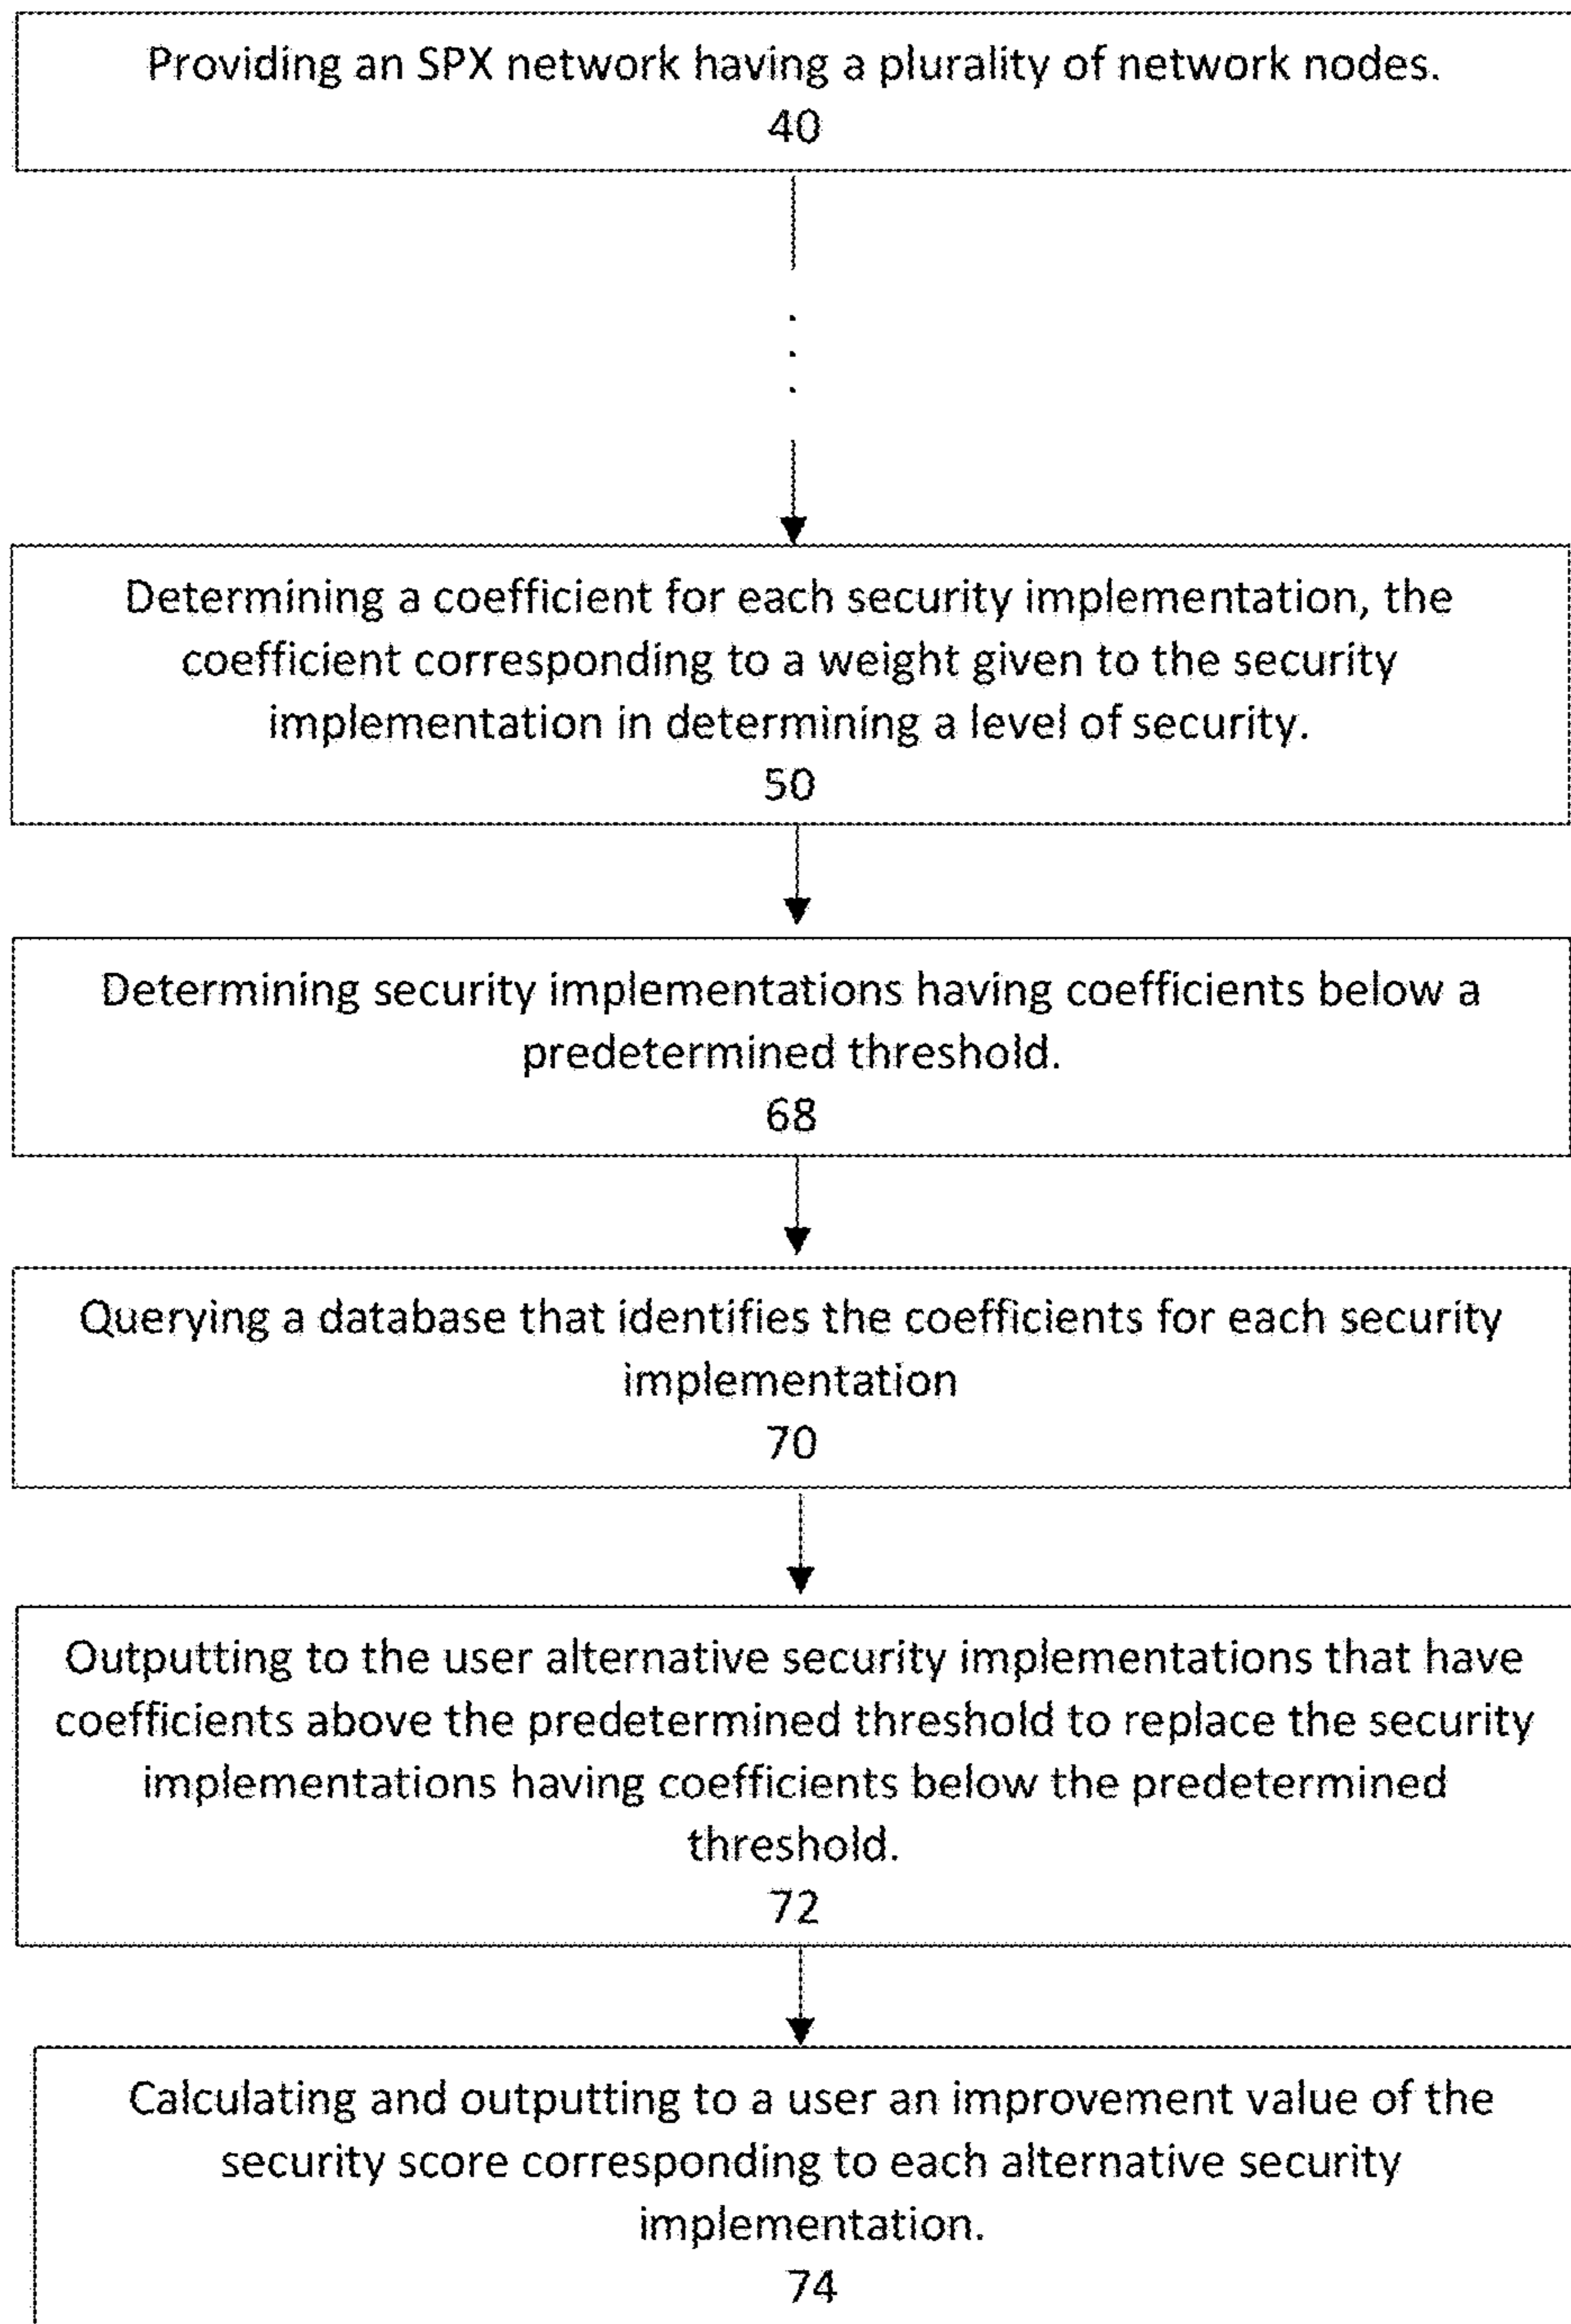 Providing an SPX network having a plurality of network nodes.
40
Determining a coefficient for each security implementation, the
coefficient corresponding to a weight given to the security
implementation in determining a level of security.
50
Determining security implementations having coefficients below a
predetermined threshold.
68
Querying a database that identifies the coefficients for each security
implementation
70
Outputting to the user alternative security implementations that have
coefficients above the predetermined threshold to replace the security
implementations having coefficients below the predetermined
threshold.
72
Calculating and outputting to a user an improvement value of the
security score corresponding to each alternative security
implementation.
74